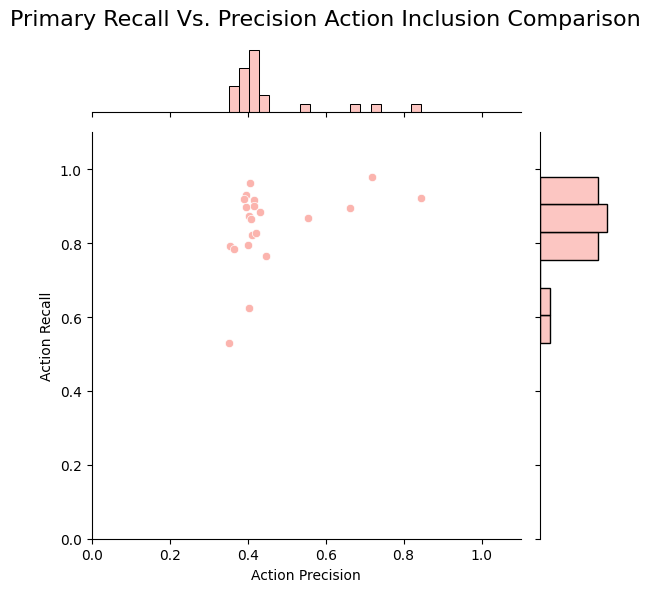 Primary Recall Vs. Precision Action Inclusion Comparison
1.0
0.8
0.6
0.4
0.2
0.0
Action Recall
0.0 0.2 0.4 0.6 0.8 1.0
Action Precision